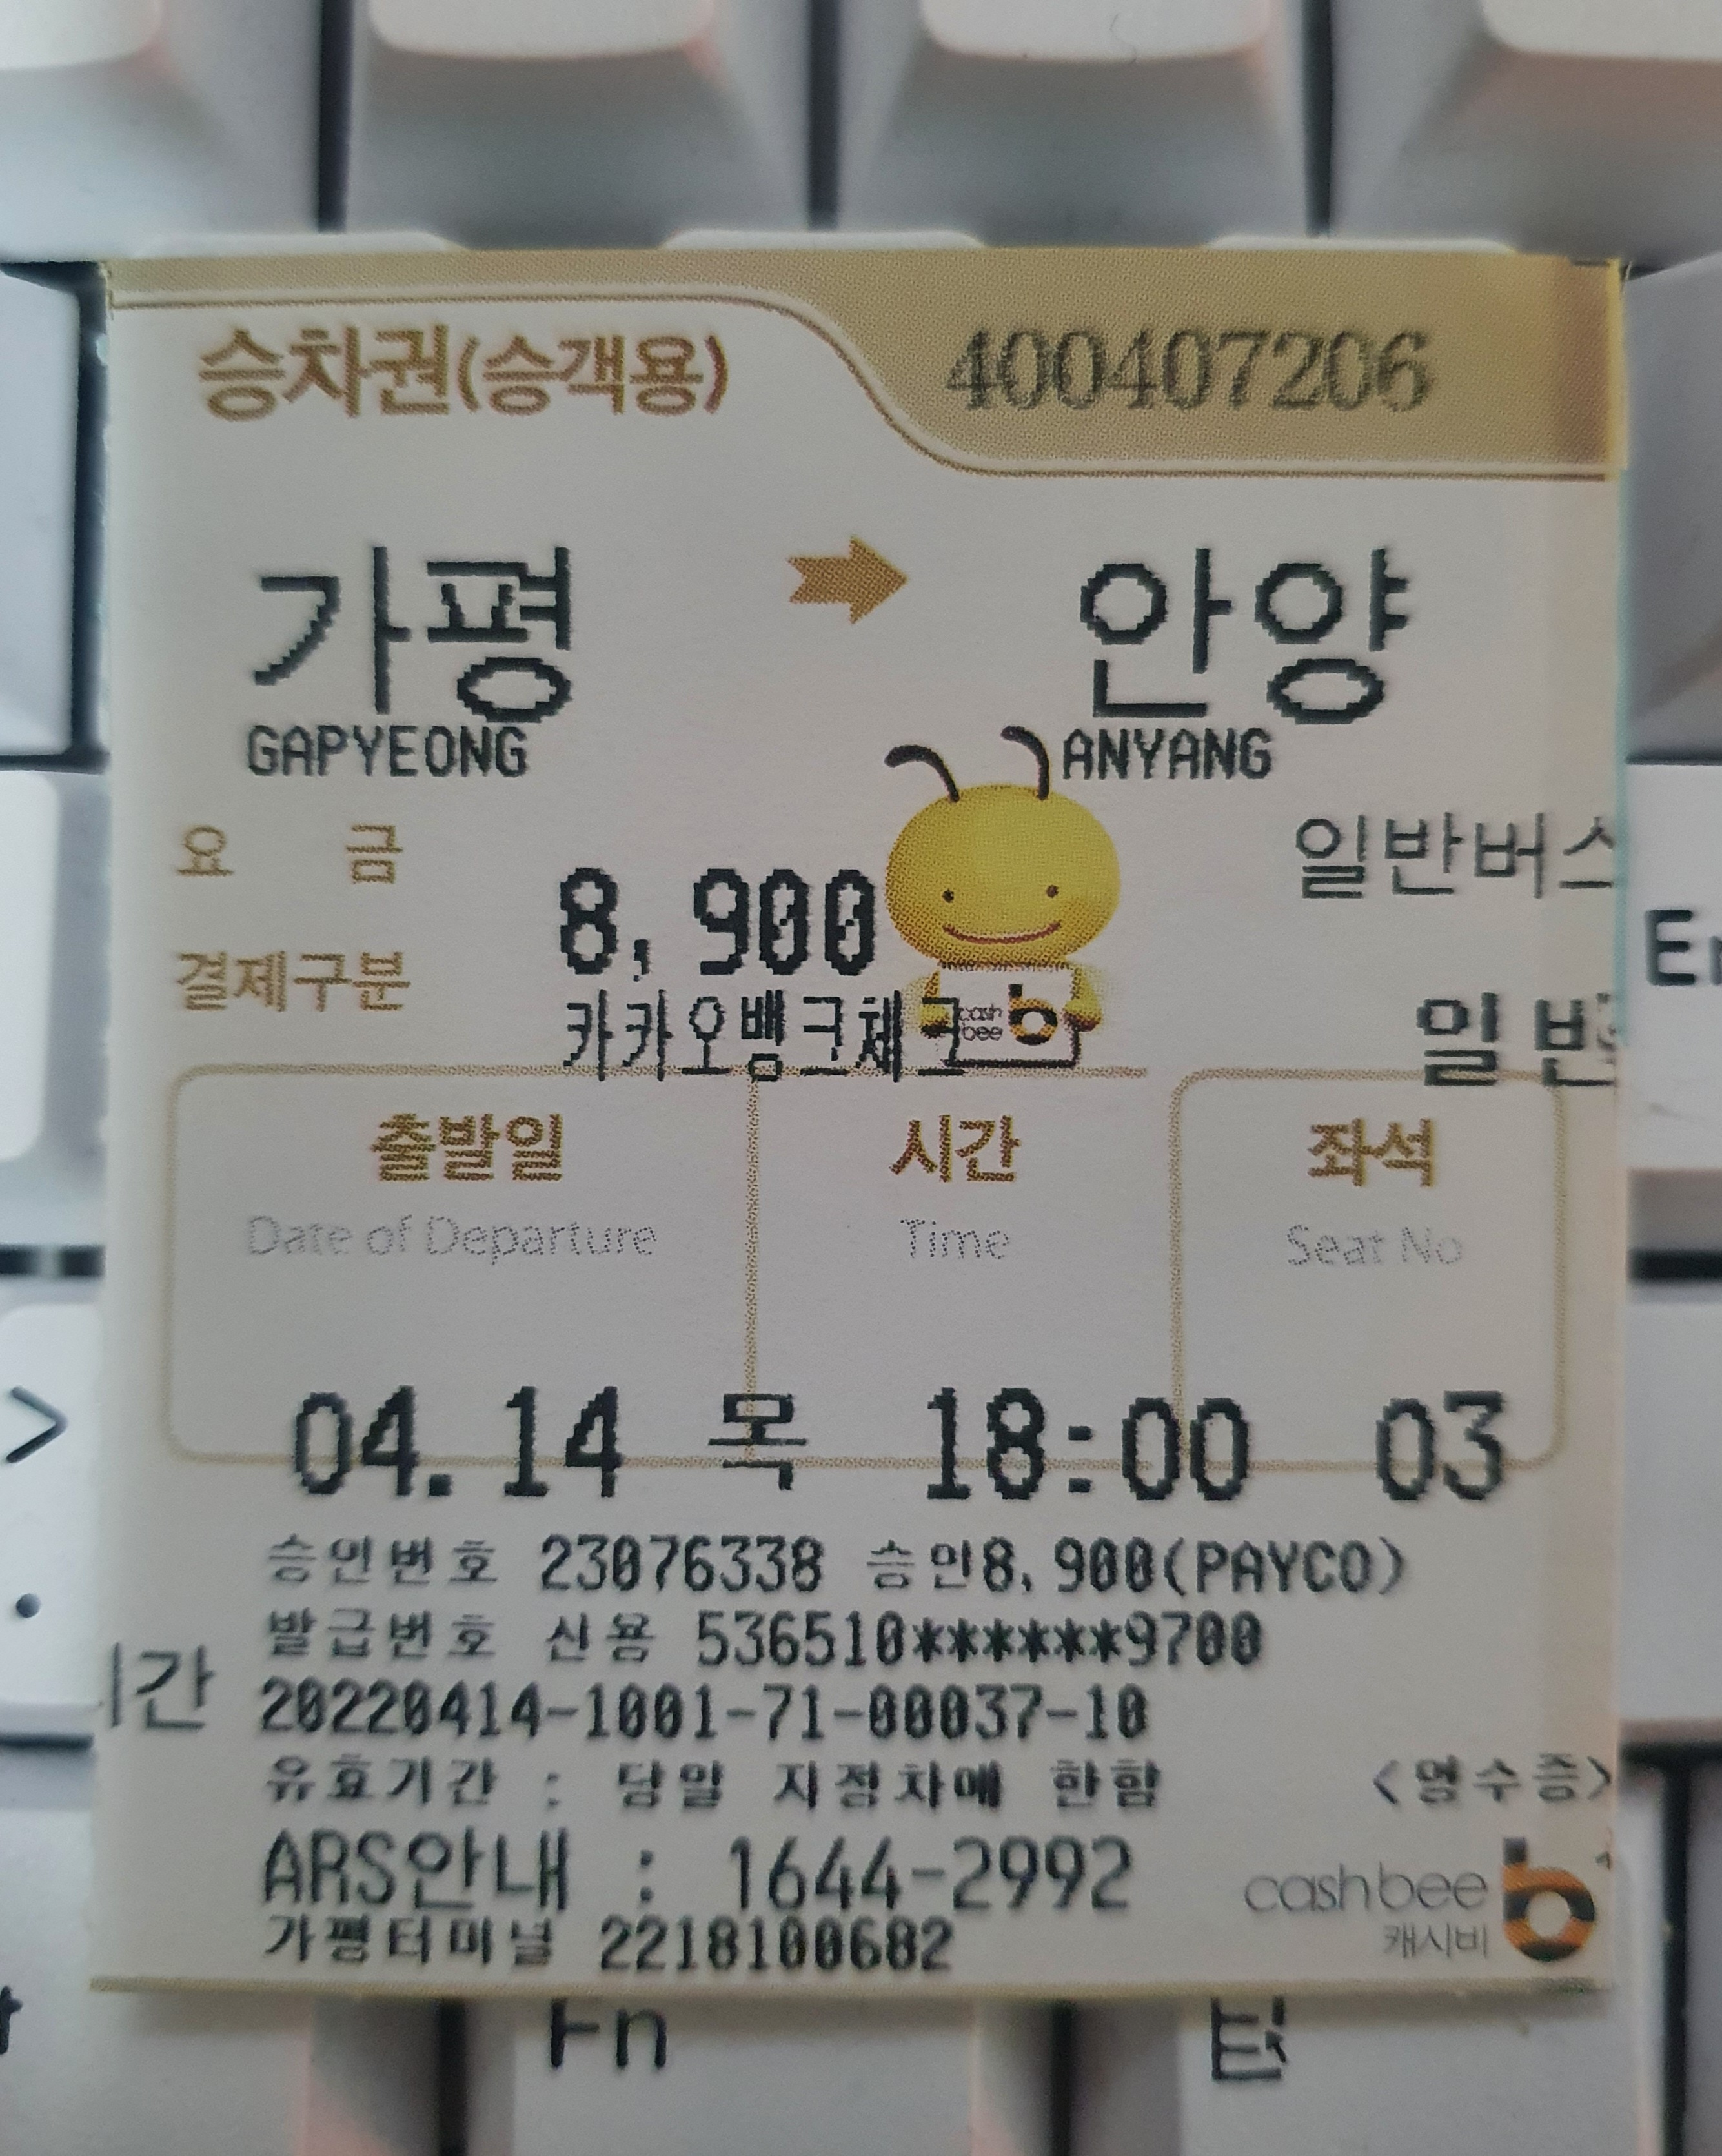 승차권(승객용) 400407206
가평 안양
GAPYEONG ANYANG
요 금 8,900 일반버스
결제구분 카카오뱅크체크 일반
cash bee b
출발일 시간 좌석
Date of Departure Time Seat No
04.14 목 18:00 03
승인번호 23076338 승인8,900(PAYCO)
발급번호 신용 536510******9700
간 20220414-1001-71-00037-10
유효기간 : 당일 지정차에 한함 <영수증>
ARS안내 : 1644-2992 cashbee b
가평터미널 2218100682 캐시비
>
.
Fn